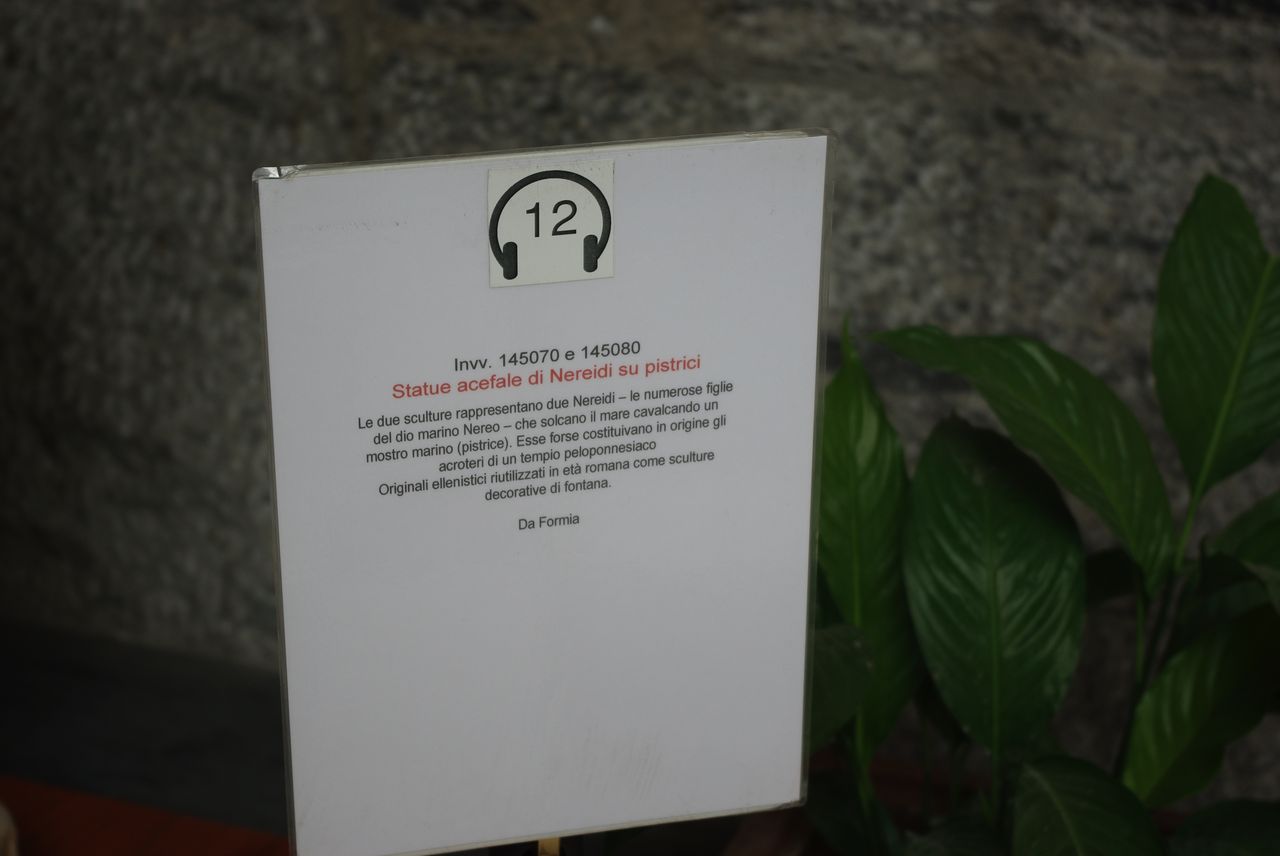 12
Invv. 145070 e 145080
Statue acefale di Nereidi su pistrici
Le due sculture rappresentano due Nereidi – le numerose figlie
del dio marino Nereo – che solcano il mare cavalcando un
mostro marino (pistrice). Esse forse costituivano in origine gli
acroteri di un tempio peloponnesiaco
Originali ellenistici riutilizzati in età romana come sculture
decorative di fontana.
Da Formia